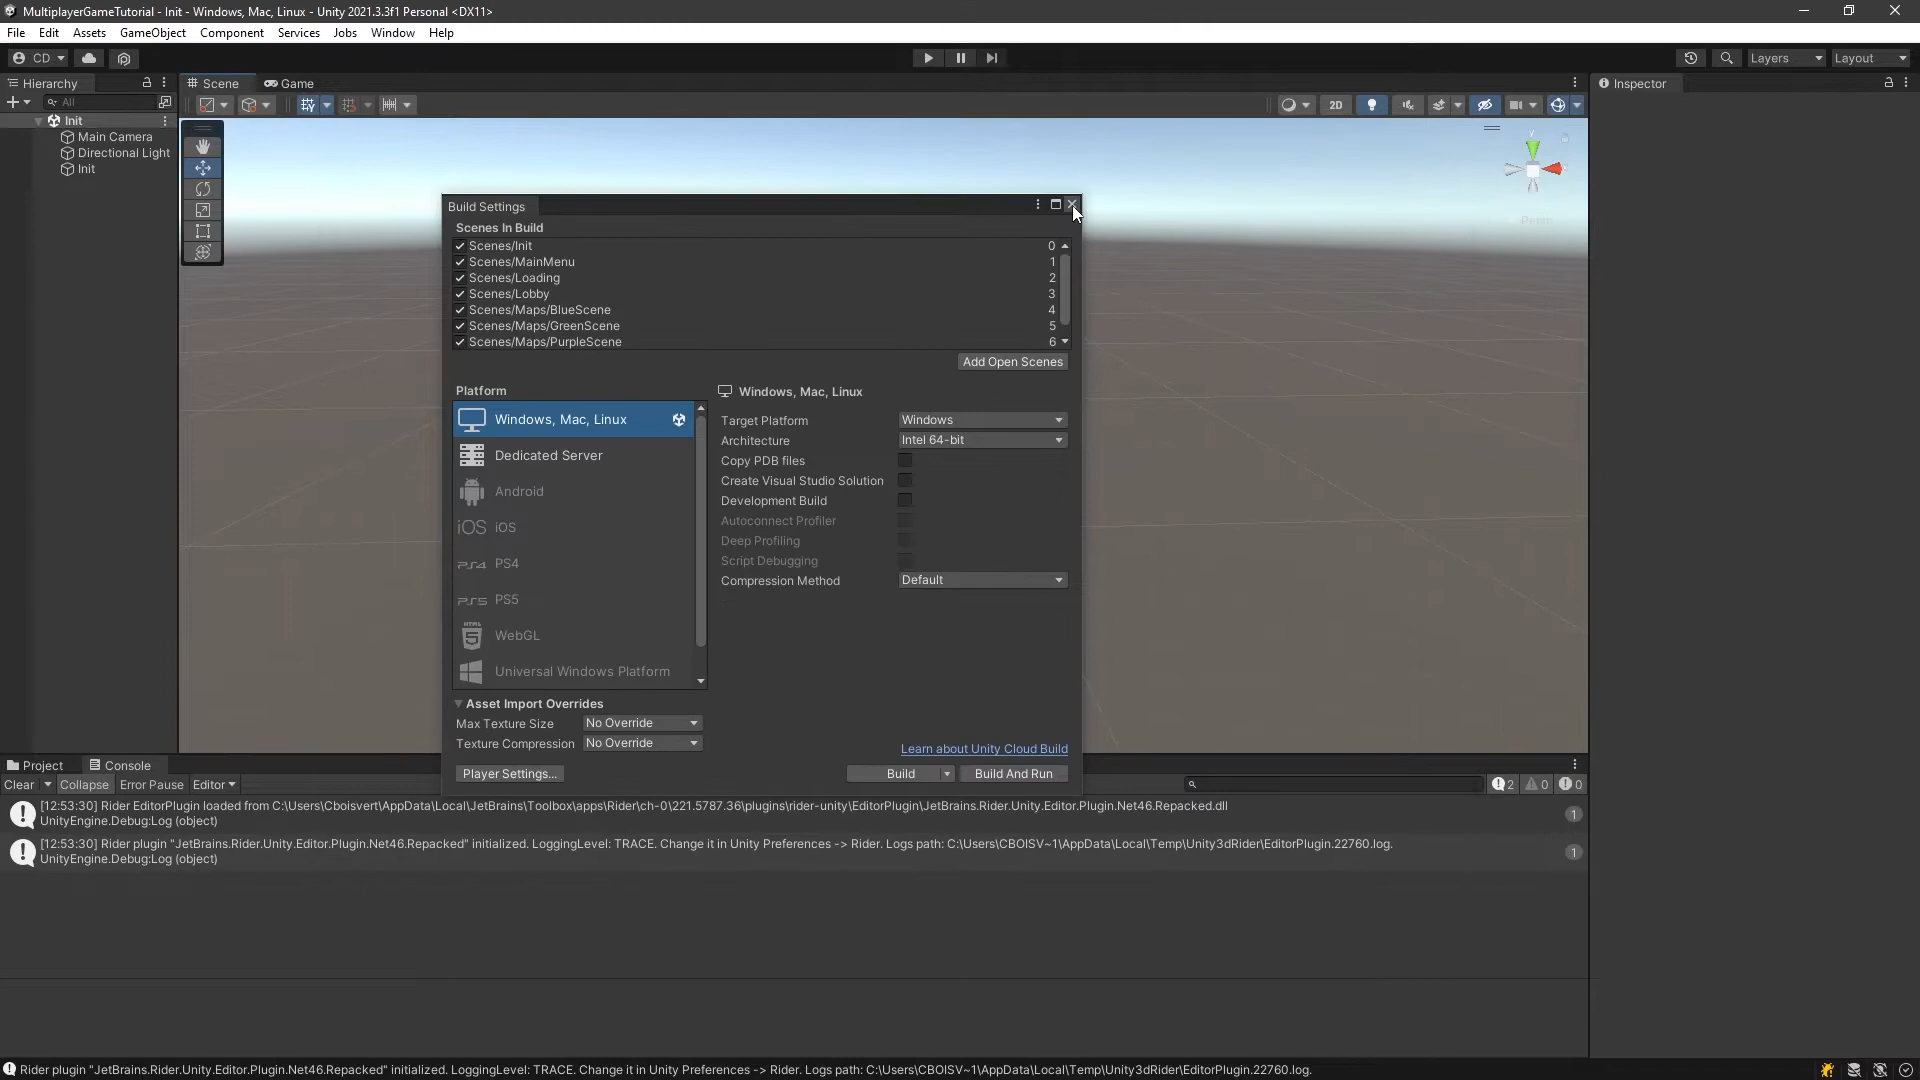 MultiplayerGameTutorial - Init - Windows, Mac, Linux - Unity 2021.3.3f1 Personal <DX11>
File Edit Assets GameObject Component Services Jobs Window Help
CD Layers Layout
Hierarchy Scene Game Inspector
All 2D
Init
Main Camera
Directional Light
Init
Build Settings
Scenes In Build
Scenes/Init 0
Scenes/MainMenu 1
Scenes/Loading 2
Scenes/Lobby 3
Scenes/Maps/BlueScene 4
Scenes/Maps/GreenScene 5
Scenes/Maps/PurpleScene 6
Add Open Scenes
Platform
Windows, Mac, Linux
Dedicated Server
Android
iOS iOS
PS4 PS4
PS5 PS5
HTML 5 WebGL
Universal Windows Platform
Windows, Mac, Linux
Target Platform Windows
Architecture Intel 64-bit
Copy PDB files
Create Visual Studio Solution
Development Build
Autoconnect Profiler
Deep Profiling
Script Debugging
Compression Method Default
Asset Import Overrides
Max Texture Size No Override
Texture Compression No Override
Learn about Unity Cloud Build
Player Settings... Build Build And Run
Project Console
Clear Collapse Error Pause Editor 2 0 0
[12:53:30] Rider EditorPlugin loaded from C:\Users\Cboisvert\AppData\Local\JetBrains\Toolbox\apps\Rider\ch-0\221.5787.36\plugins\rider-unity\EditorPlugin\JetBrains.Rider.Unity.Editor.Plugin.Net46.Repacked.dll 1
UnityEngine.Debug:Log (object)
[12:53:30] Rider plugin "JetBrains.Rider.Unity.Editor.Plugin.Net46.Repacked" initialized. LoggingLevel: TRACE. Change it in Unity Preferences -> Rider. Logs path: C:\Users\CBOISV~1\AppData\Local\Temp\Unity3dRider\EditorPlugin.22760.log. 1
UnityEngine.Debug:Log (object)
Rider plugin "JetBrains.Rider.Unity.Editor.Plugin.Net46.Repacked" initialized. LoggingLevel: TRACE. Change it in Unity Preferences -> Rider. Logs path: C:\Users\CBOISV~1\AppData\Local\Temp\Unity3dRider\EditorPlugin.22760.log.